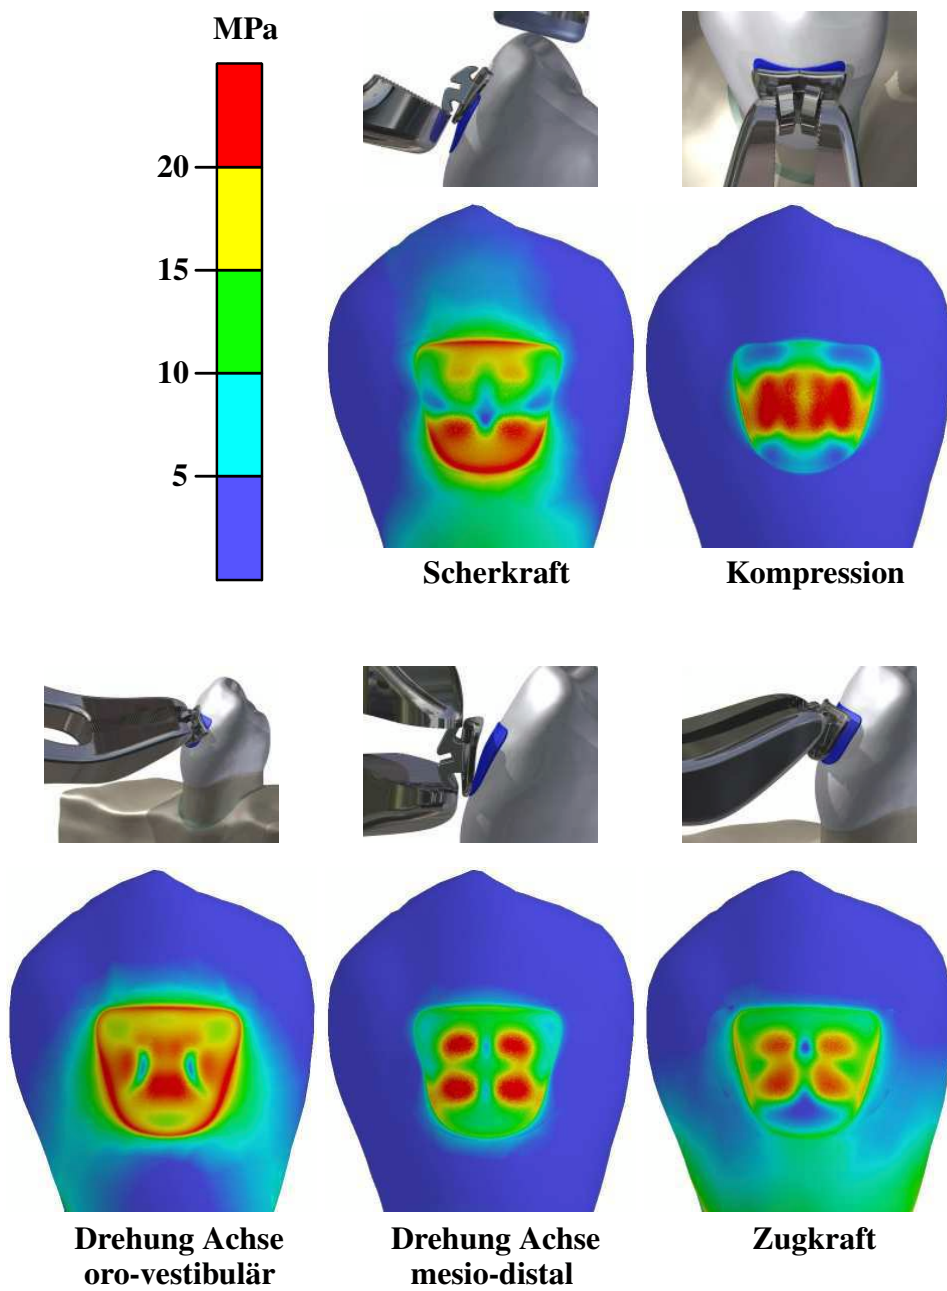 MPa
20
15
10
5
Scherkraft
Kompression
Drehung Achse
oro-vestibulär
Drehung Achse
mesio-distal
Zugkraft